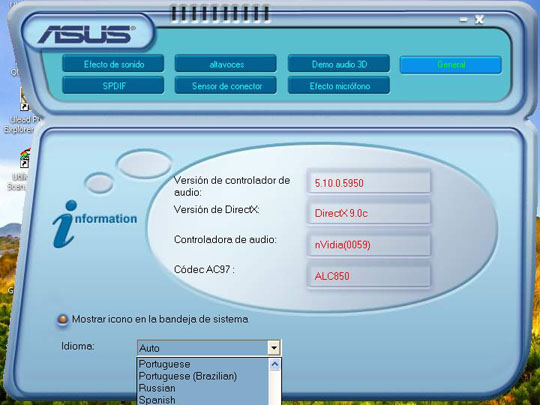 ASUS
Efecto de sonido
altavoces
Demo audio 3D
General
SPDIF
Sensor de conector
Efecto micrófono
Versión de controlador de
audio:
5.10.0.5950
Versión de DirectX:
DirectX 9.0c
information
Controladora de audio:
nVidia(0059)
Códec AC97 :
ALC850
Mostrar icono en la bandeja de sistema.
Idioma:
Auto
Portuguese
Portuguese (Brazilian)
Russian
Spanish
Ulead P
Explorer
Utilit
Scan